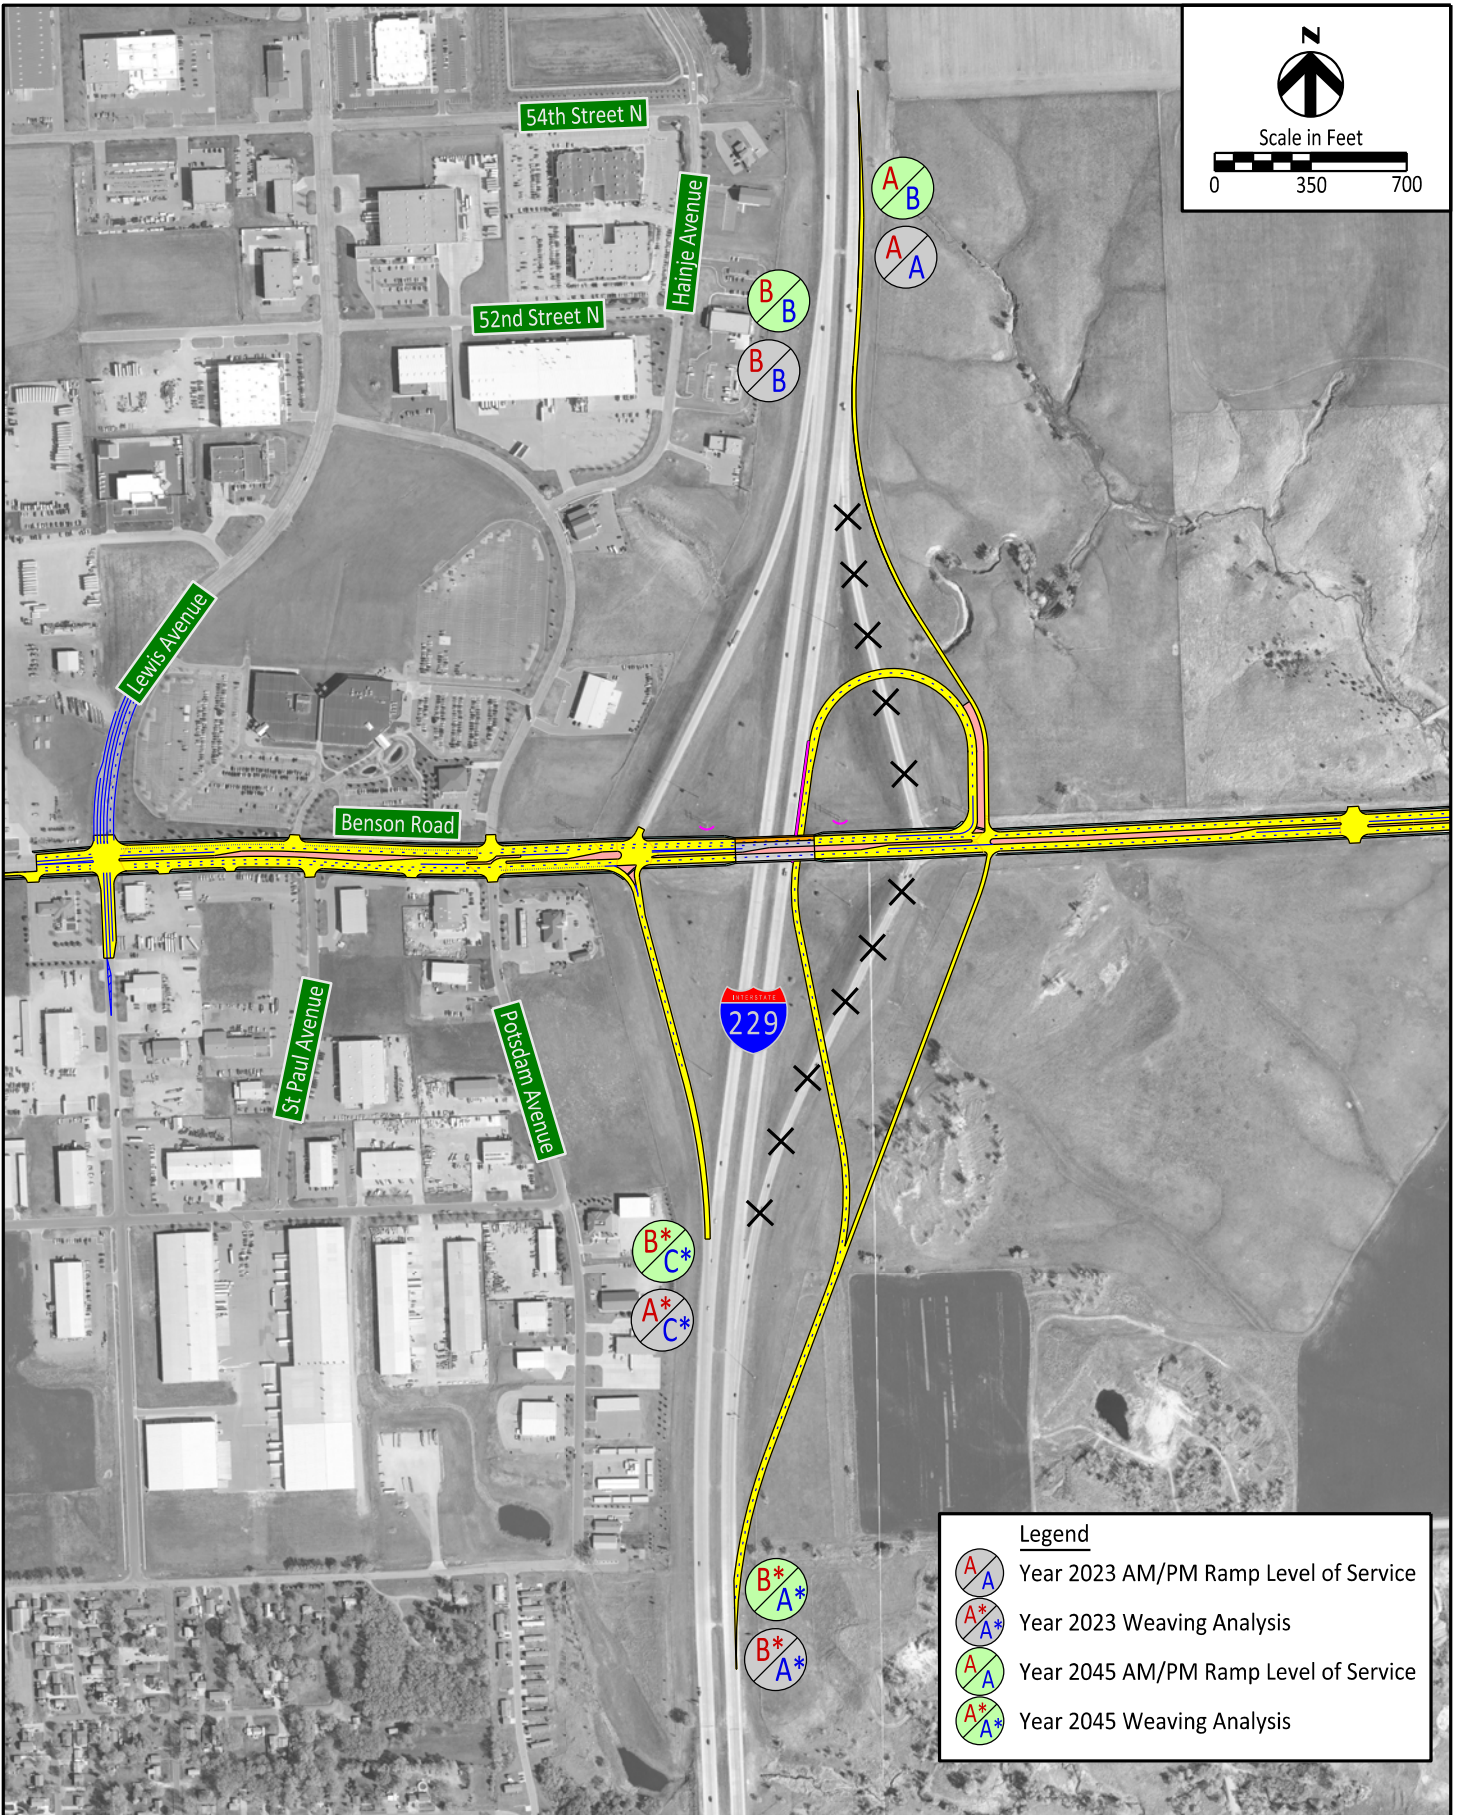 N
Scale in Feet
0 350 700
54th Street N
Hainje Avenue
A
B
A
A
B
B
52nd Street N
B
B
Lewis Avenue
Benson Road
St Paul Avenue
Potsdam Avenue
INTERSTATE
229
B*
C*
A*
C*
B*
A*
B*
A*
Legend
A
A
Year 2023 AM/PM Ramp Level of Service
A*
A*
Year 2023 Weaving Analysis
A
A
Year 2045 AM/PM Ramp Level of Service
A*
A*
Year 2045 Weaving Analysis